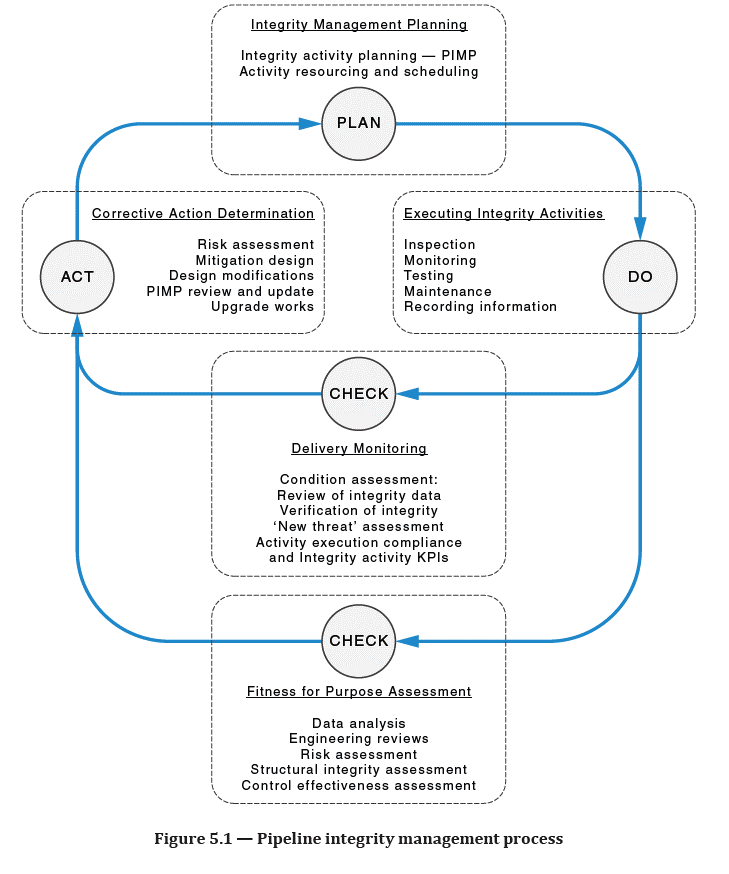 Integrity Management Planning
Integrity activity planning — PIMP
Activity resourcing and scheduling
PLAN
Corrective Action Determination
Risk assessment
Mitigation design
Design modifications
PIMP review and update
Upgrade works
ACT
Executing Integrity Activities
Inspection
Monitoring
Testing
Maintenance
Recording information
DO
CHECK
Delivery Monitoring
Condition assessment:
Review of integrity data
Verification of integrity
‘New threat’ assessment
Activity execution compliance
and Integrity activity KPIs
CHECK
Fitness for Purpose Assessment
Data analysis
Engineering reviews
Risk assessment
Structural integrity assessment
Control effectiveness assessment
Figure 5.1 — Pipeline integrity management process